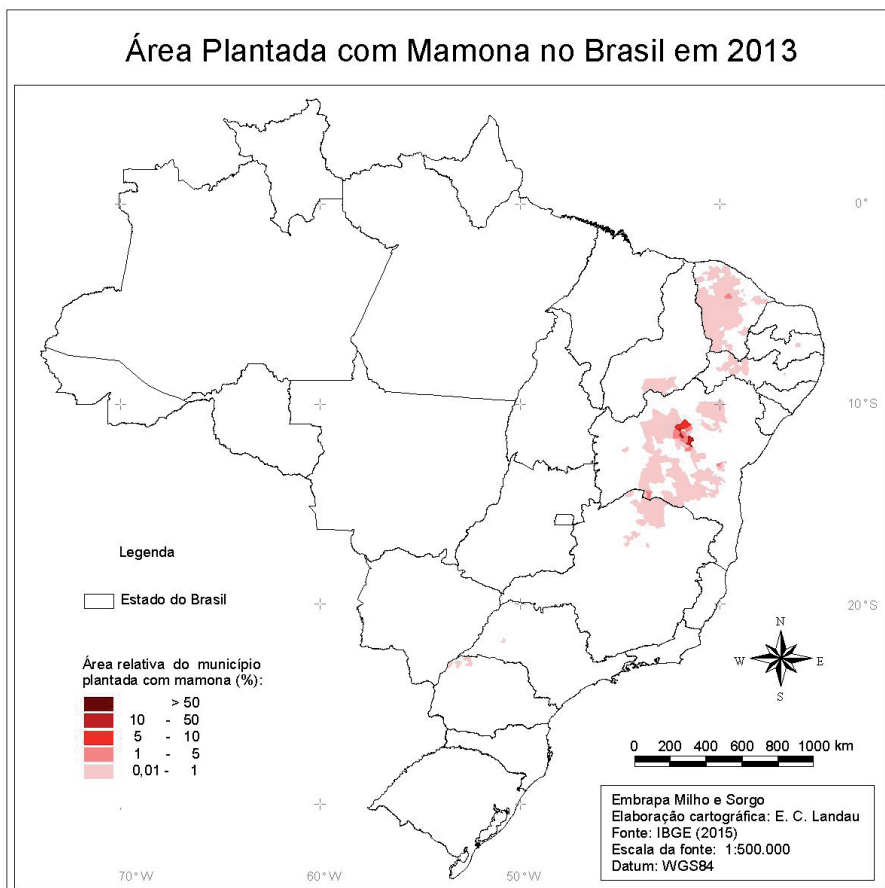 Área Plantada com Mamona no Brasil em 2013
0°
10°S
20°S
Legenda
Estado do Brasil
Área relativa do município
plantada com mamona (%):
> 50
10 - 50
5 - 10
1 - 5
0,01 - 1
N
W E
S
0 200 400 600 800 1000 km
Embrapa Milho e Sorgo
Elaboração cartográfica: E. C. Landau
Fonte: IBGE (2015)
Escala da fonte: 1:500.000
Datum: WGS84
70°W 60°W 50°W